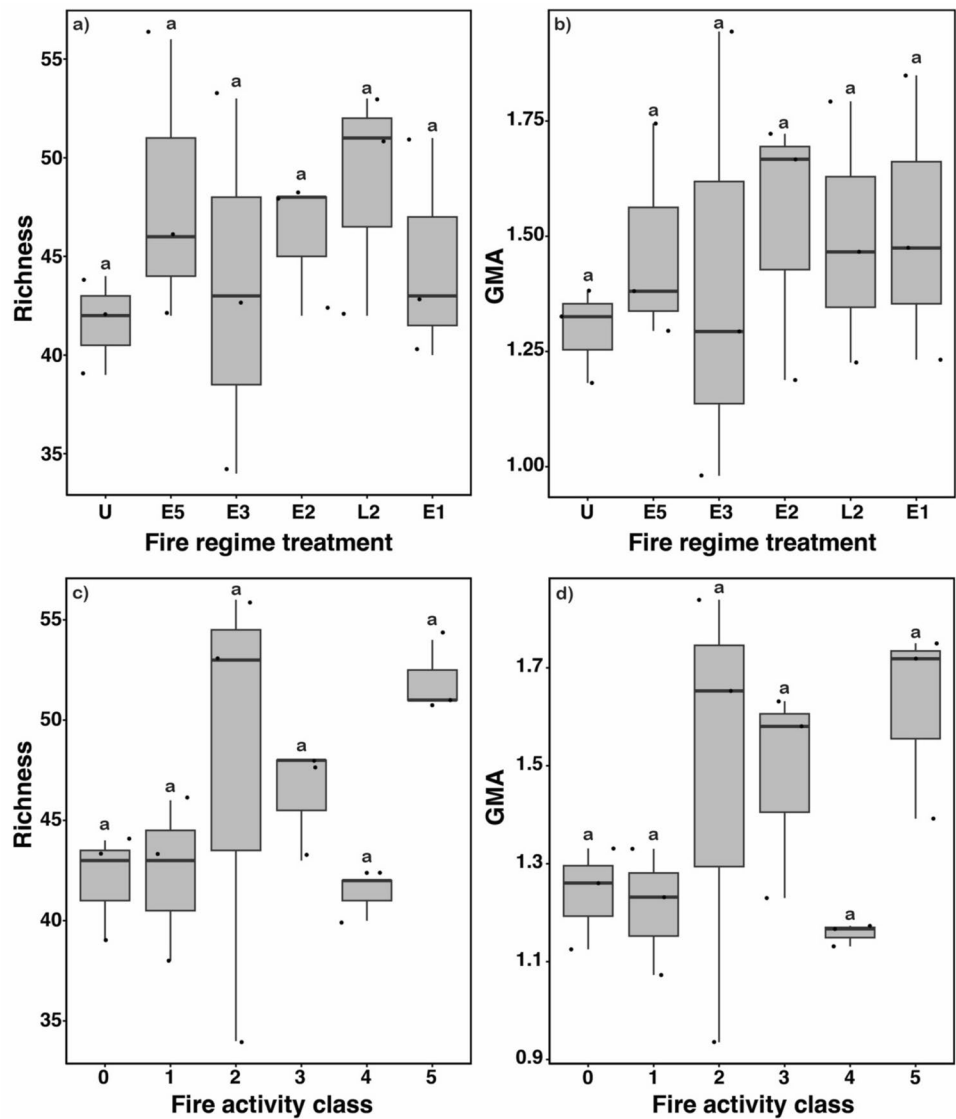 a)
Richness
55
50
45
40
35
a a a a a a
U E5 E3 E2 L2 E1
Fire regime treatment
b)
GMA
1.75
1.50
1.25
1.00
a a a a a a
U E5 E3 E2 L2 E1
Fire regime treatment
c)
Richness
55
50
45
40
35
a a a a a a
0 1 2 3 4 5
Fire activity class
d)
GMA
1.7
1.5
1.3
1.1
0.9
a a a a a a
0 1 2 3 4 5
Fire activity class